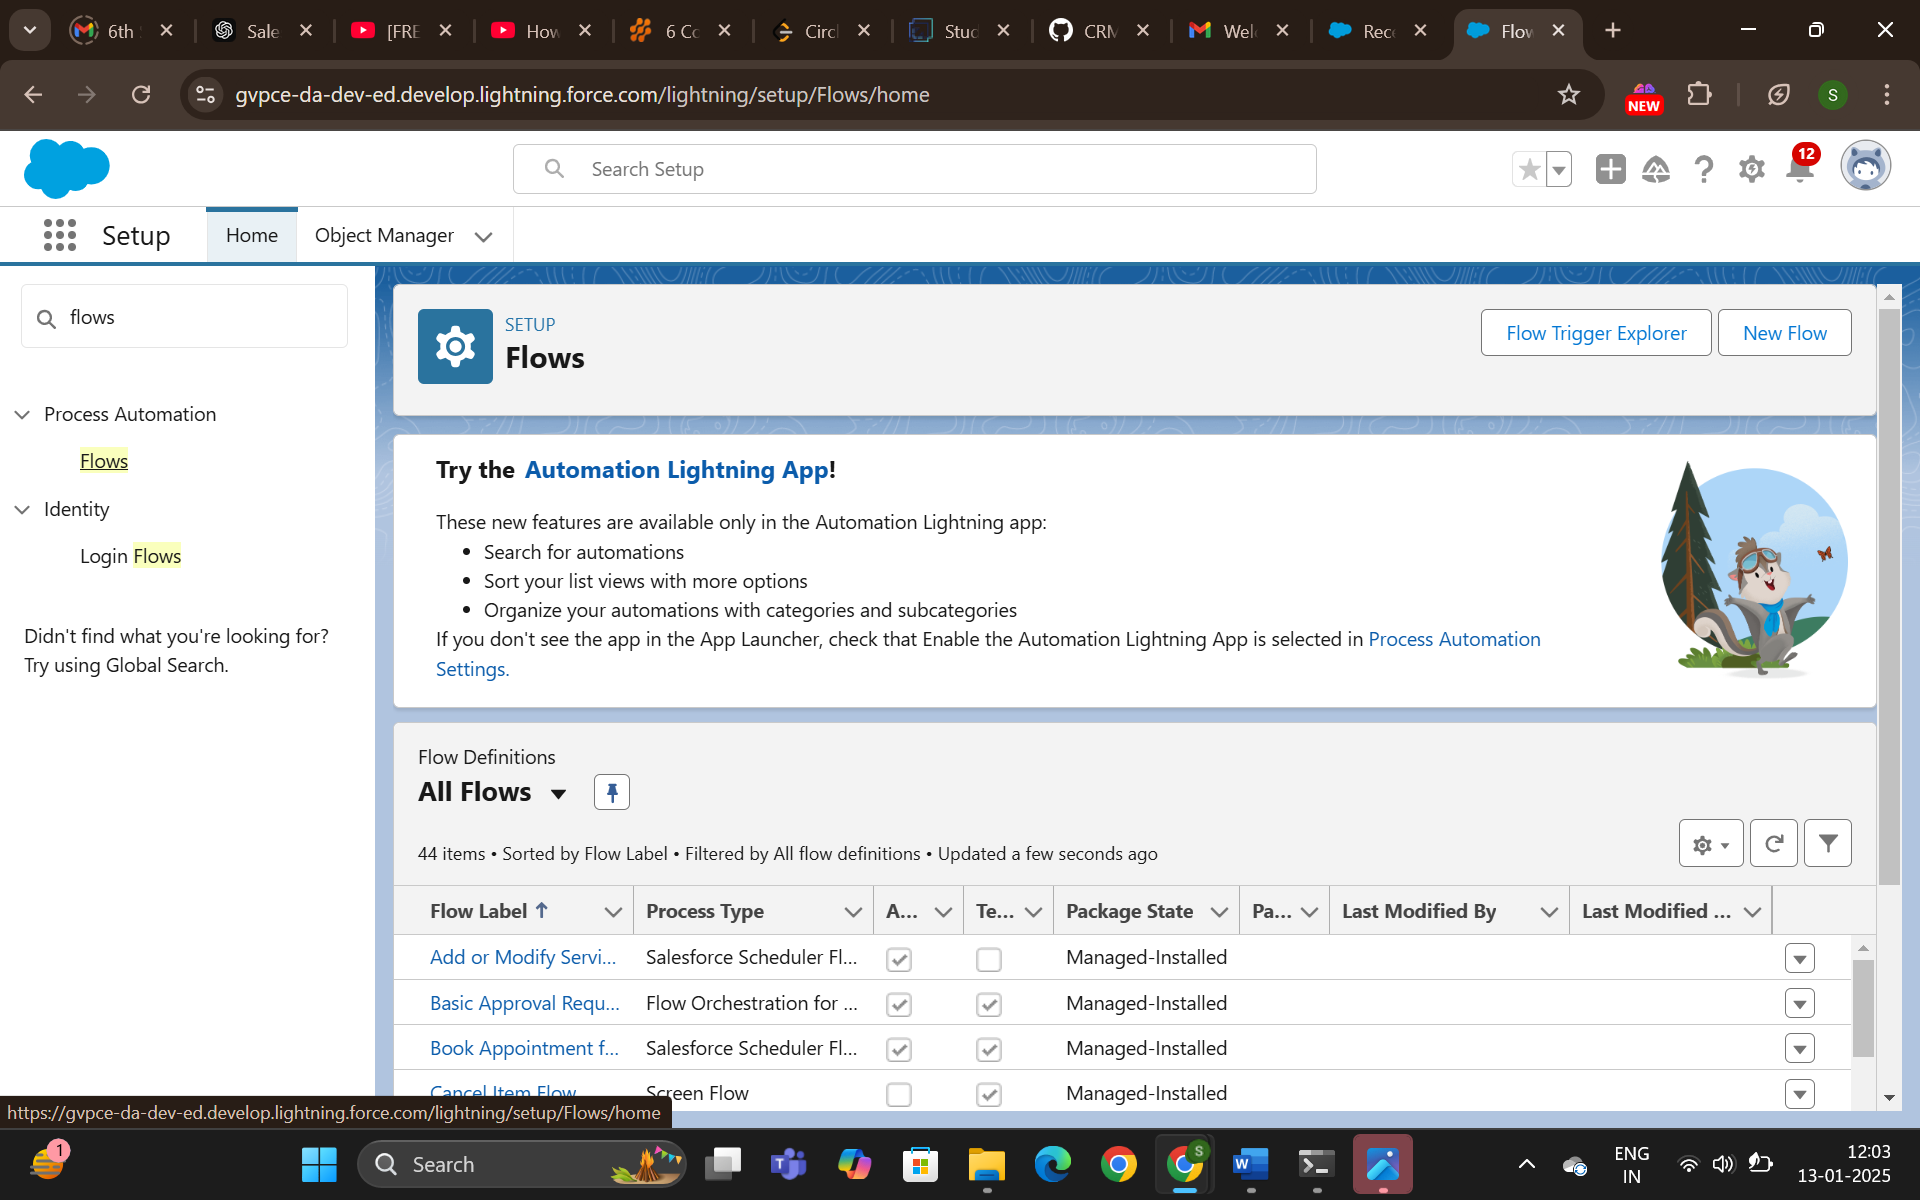 6th
Sale
[FRE
How
6 Co
Circl
Stud
CRM
Welc
Rec
Flow
gvpce-da-dev-ed.develop.lightning.force.com/lightning/setup/Flows/home
NEW
S
Search Setup
12
Setup
Home
Object Manager
flows
Process Automation
Flows
Identity
Login Flows
Didn't find what you're looking for?
Try using Global Search.
SETUP
Flows
Flow Trigger Explorer
New Flow
Try the Automation Lightning App!
These new features are available only in the Automation Lightning app:
• Search for automations
• Sort your list views with more options
• Organize your automations with categories and subcategories
If you don't see the app in the App Launcher, check that Enable the Automation Lightning App is selected in Process Automation
Settings.
Flow Definitions
All Flows
44 items • Sorted by Flow Label • Filtered by All flow definitions • Updated a few seconds ago
Flow Label Process Type A... Te... Package State Pa... Last Modified By Last Modified ...
Add or Modify Servi... Salesforce Scheduler Fl... Managed-Installed
Basic Approval Requ... Flow Orchestration for ... Managed-Installed
Book Appointment f... Salesforce Scheduler Fl... Managed-Installed
Cancel Item Flow Screen Flow Managed-Installed
https://gvpce-da-dev-ed.develop.lightning.force.com/lightning/setup/Flows/home
1
Search
S
ENG
IN
12:03
13-01-2025